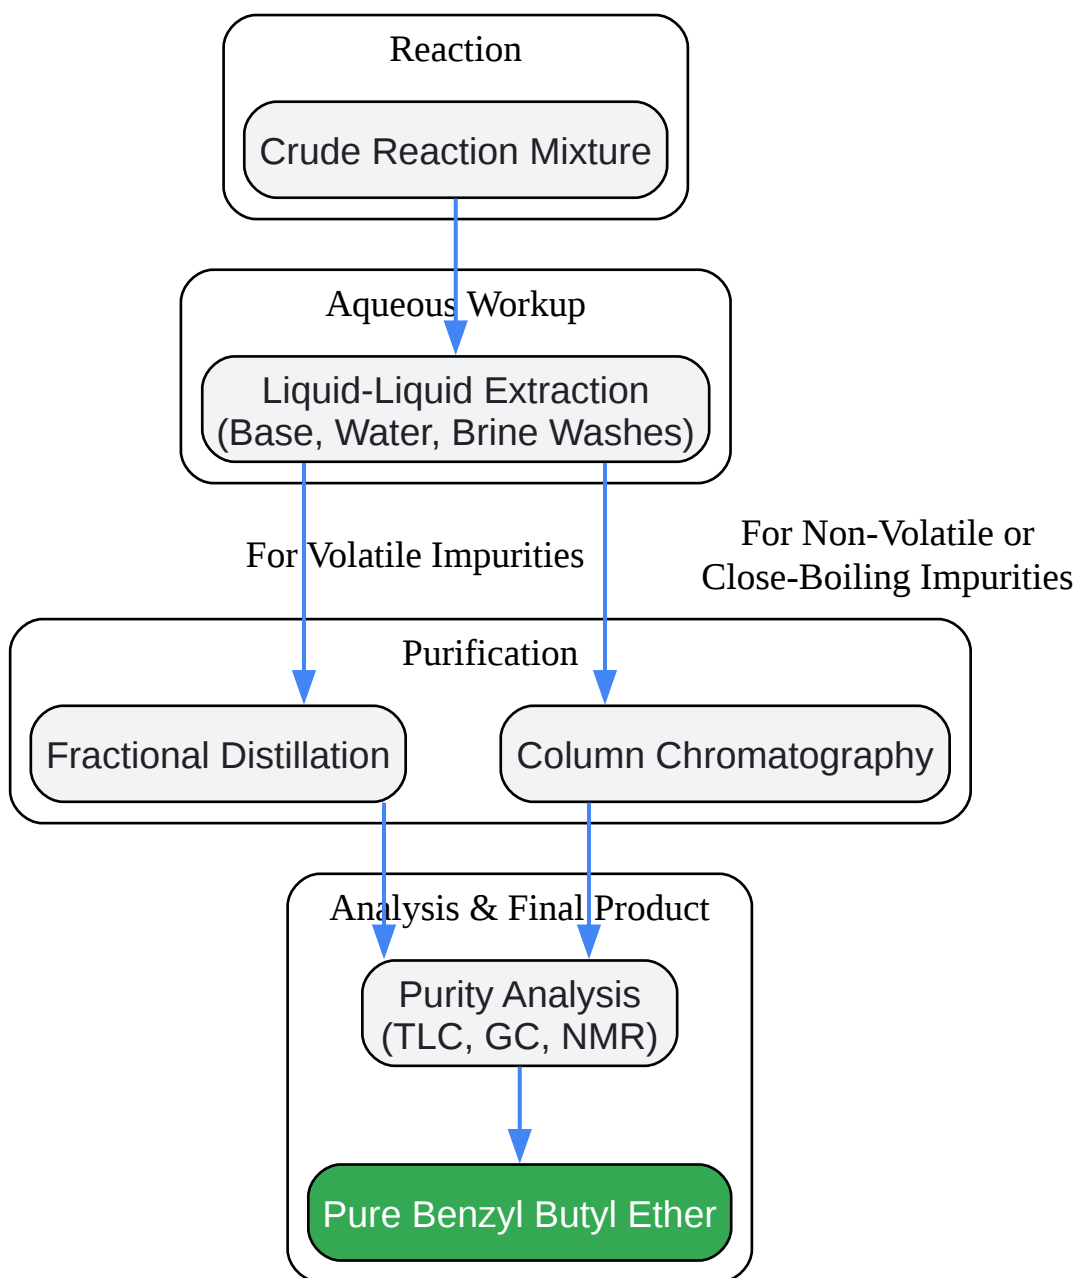 Reaction
Crude Reaction Mixture
Aqueous Workup
Liquid-Liquid Extraction
(Base, Water, Brine Washes)
For Volatile Impurities
For Non-Volatile or
Close-Boiling Impurities
Purification
Fractional Distillation
Column Chromatography
Analysis & Final Product
Purity Analysis
(TLC, GC, NMR)
Pure Benzyl Butyl Ether